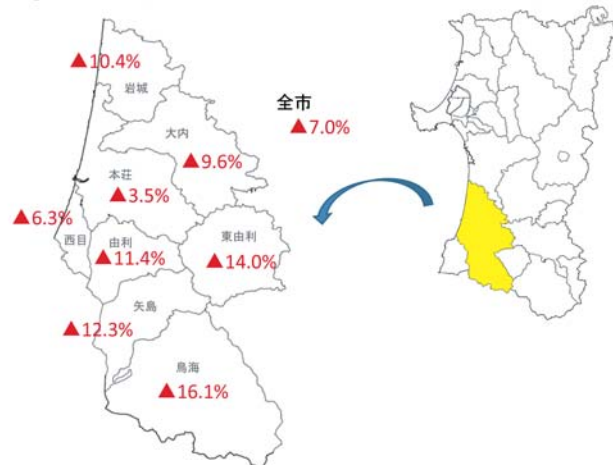 ▲10.4%
岩城
全市
▲7.0%
大内
▲9.6%
本荘
▲3.5%
▲6.3%
西目
由利
▲11.4%
東由利
▲14.0%
矢島
▲12.3%
鳥海
▲16.1%